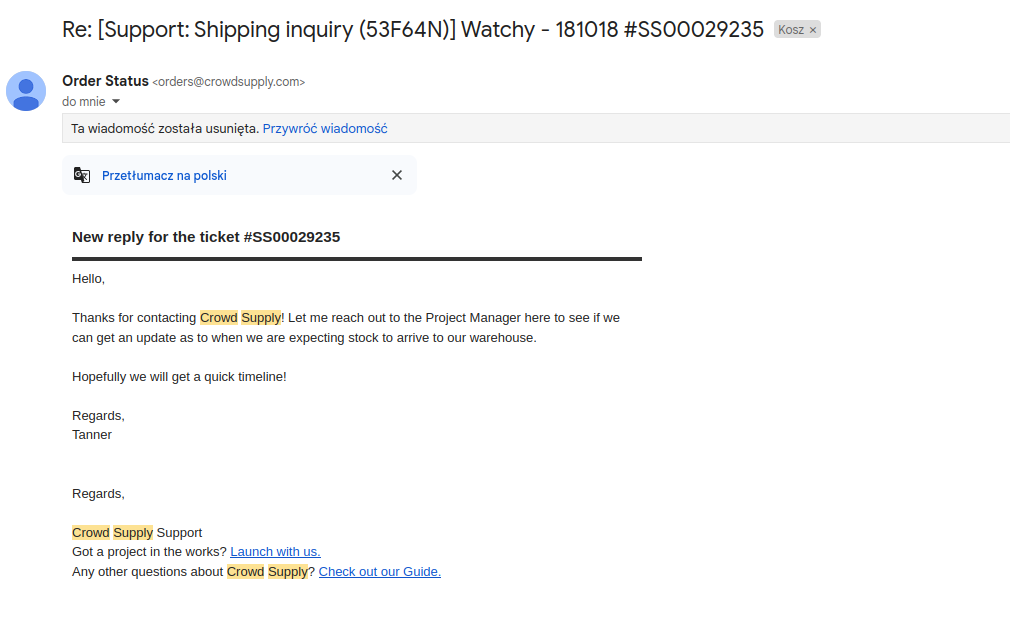 Re: [Support: Shipping inquiry (53F64N)] Watchy - 181018 #SS00029235 Kosz ×
Order Status <orders@crowdsupply.com>
do mnie
Ta wiadomość została usunięta. Przywróć wiadomość
Przetłumacz na polski
New reply for the ticket #SS00029235
Hello,
Thanks for contacting Crowd Supply! Let me reach out to the Project Manager here to see if we
can get an update as to when we are expecting stock to arrive to our warehouse.
Hopefully we will get a quick timeline!
Regards,
Tanner
Regards,
Crowd Supply Support
Got a project in the works? Launch with us.
Any other questions about Crowd Supply? Check out our Guide.